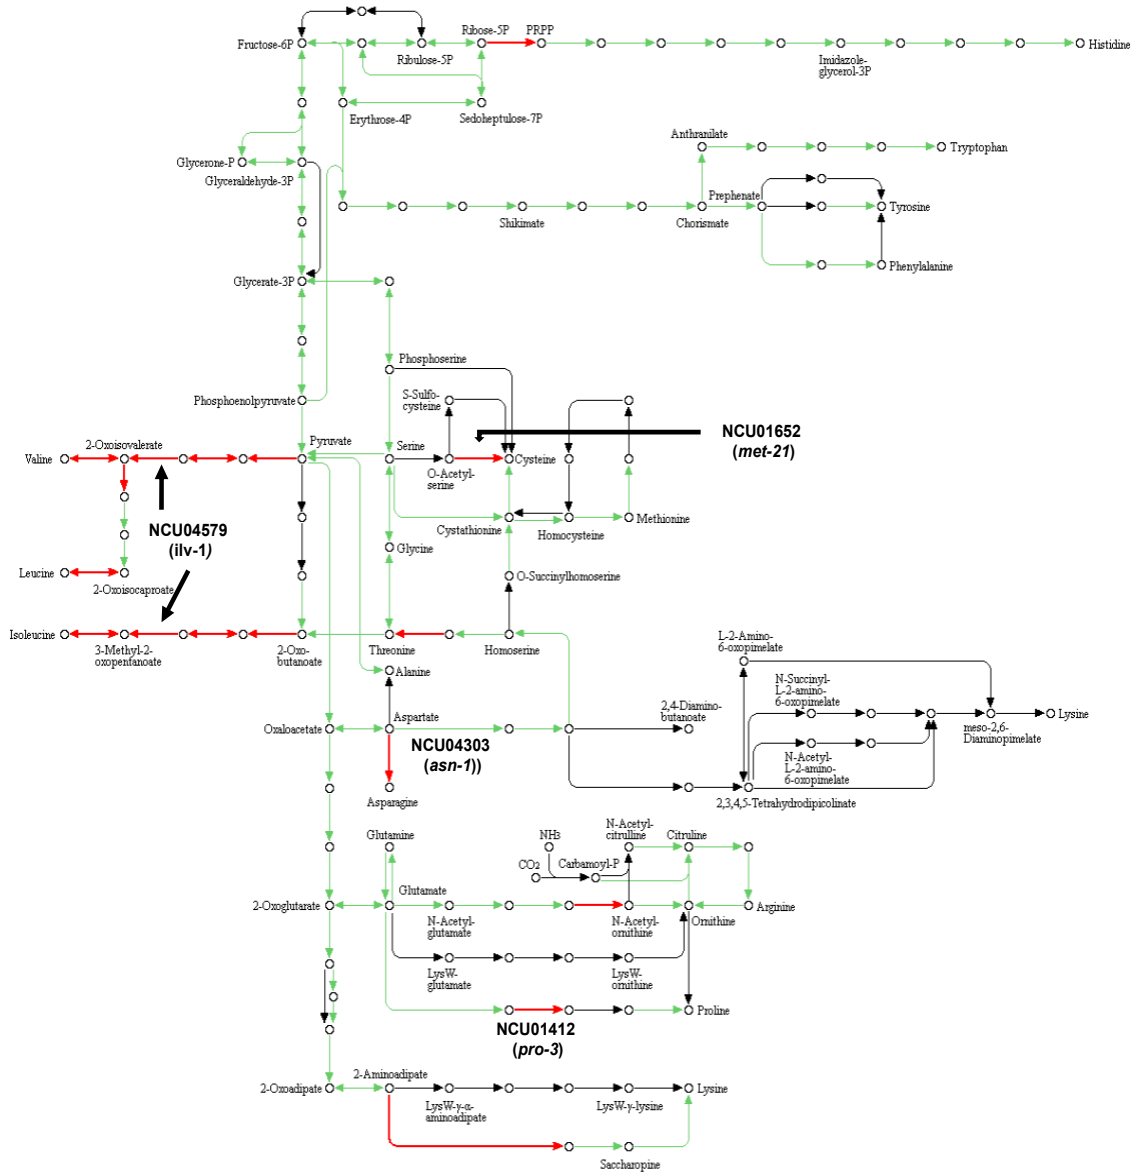 Ribose-5P
PRPP
Fructose-6P
Ribulose-5P
Imidazole-
glycerol-3P
Histidine
Erythrose-4P
Sedoheptulose-7P
Anthranilate
Tryptophan
Glycerone-P
Glyceraldehyde-3P
Prephenate
Shikimate
Chorismate
Tyrosine
Phenylalanine
Glycerate-3P
Phosphoserine
Phosphoenolpyruvate
S-Sulfo-
cysteine
NCU01652
(met-21)
2-Oxoisovalerate
Pyruvate
Serine
Valine
O-Acetyl-
serine
Cysteine
NCU04579
(ilv-1)
Cystathionine
Homocysteine
Methionine
Glycine
Leucine
2-Oxoisocaproate
O-Succinylhomoserine
Isoleucine
3-Methyl-2-
oxopentanoate
2-Oxo-
butanoate
Threonine
Homoserine
L-2-Amino-
6-oxopimelate
Alanine
N-Succinyl-
L-2-amino-
6-oxopimelate
2,4-Diamino-
butanoate
Aspartate
Oxaloacetate
Lysine
meso-2,6-
Diaminopimelate
NCU04303
(asn-1))
N-Acetyl-
L-2-amino-
6-oxopimelate
Asparagine
2,3,4,5-Tetrahydrodipicolinate
Glutamine
NH3
N-Acetyl-
citrulline
Citruline
CO2
Carbamoyl-P
Glutamate
2-Oxoglutarate
N-Acetyl-
glutamate
N-Acetyl-
ornithine
Ornithine
Arginine
LysW-
glutamate
LysW-
ornithine
Proline
NCU01412
(pro-3)
2-Aminoadipate
2-Oxoadipate
Lysine
LysW-γ-α-
aminoadipate
LysW-γ-lysine
Saccharopine